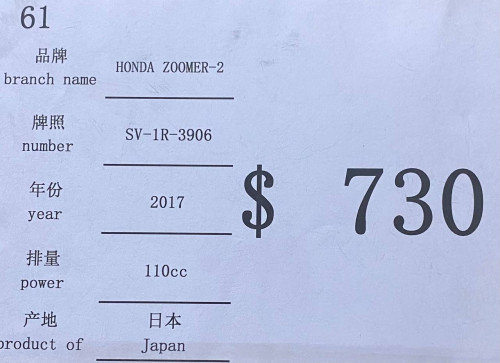 61
品牌
branch name HONDA ZOOMER-2
牌照
number SV-1R-3906
年份
year 2017
$ 730
排量
power 110cc
产地 日本
product of Japan